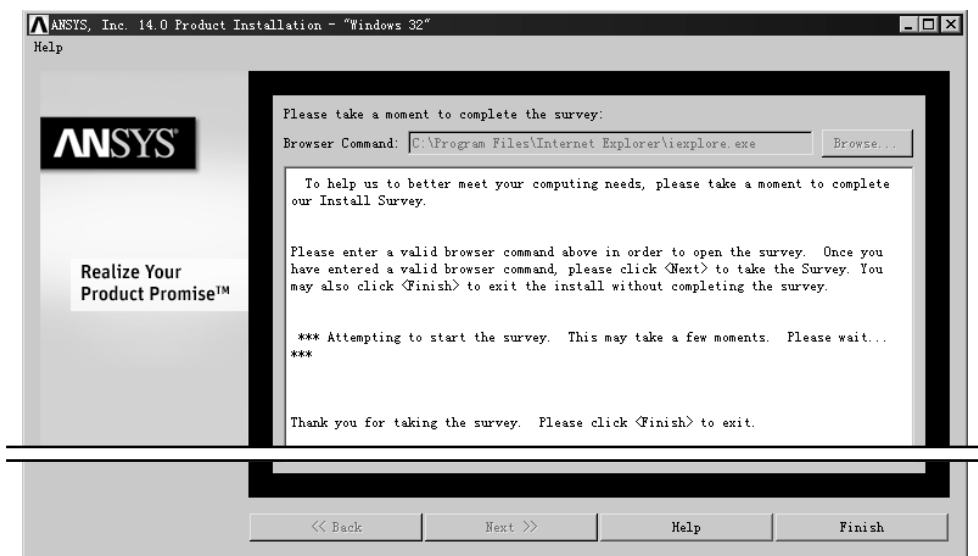 ANSYS, Inc. 14.0 Product Installation - "Windows 32"
Help
ANSYS
Realize Your
Product Promise™
Please take a moment to complete the survey:
Browser Command: C:\Program Files\Internet Explorer\iexplore.exe Browse...
To help us to better meet your computing needs, please take a moment to complete
our Install Survey.
Please enter a valid browser command above in order to open the survey. Once you
have entered a valid browser command, please click <Next> to take the Survey. You
may also click <Finish> to exit the install without completing the survey.
*** Attempting to start the survey. This may take a few moments. Please wait...
***
Thank you for taking the survey. Please click <Finish> to exit.
<< Back Next >> Help Finish